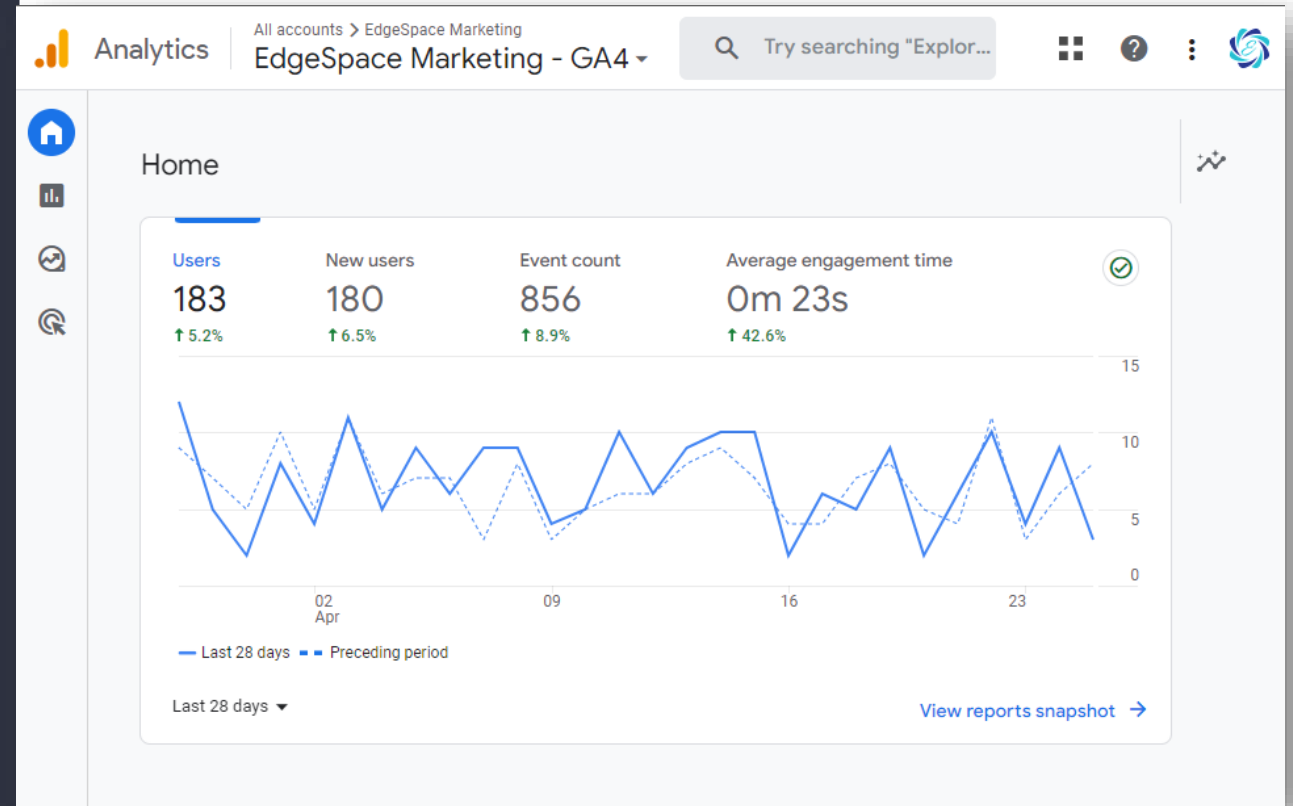 Analytics
All accounts > EdgeSpace Marketing
EdgeSpace Marketing - GA4
Try searching "Explor...
Home
Users
New users
Event count
Average engagement time
183
180
856
0m 23s
↑ 5.2%
↑ 6.5%
↑ 8.9%
↑ 42.6%
15
10
5
0
02
Apr
09
16
23
Last 28 days
Preceding period
Last 28 days
View reports snapshot →